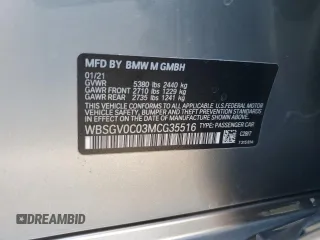 MFD BY BMW M GMBH
01/21
GVWR 5380 lbs 2440 kg
GAWR FRONT 2710 lbs 1229 kg
GAWR REAR 2735 lbs 1241 kg
THIS VEHICLE CONFORMS TO ALL APPLICABLE
U.S. FEDERAL MOTOR VEHICLE SAFETY, BUMPER
AND THEFT PREVENTION STANDARDS IN EFFECT ON
THE DATE OF MANUFACTURE SHOWN ABOVE
WBSGV0C03MCG35516 PASSENGER CAR
DREAMBID